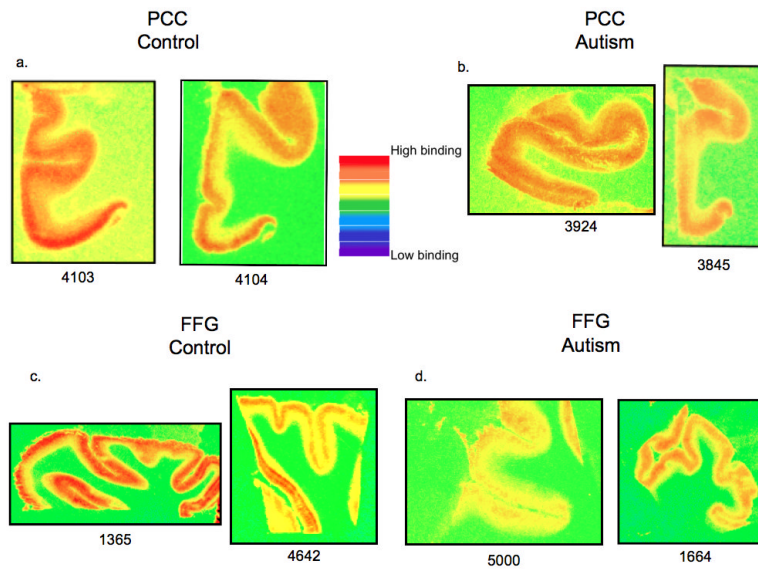 PCC
Control
PCC
Autism
a.
b.
High binding
Low binding
4103
4104
3924
3845
FFG
Control
FFG
Autism
c.
d.
1365
4642
5000
1664